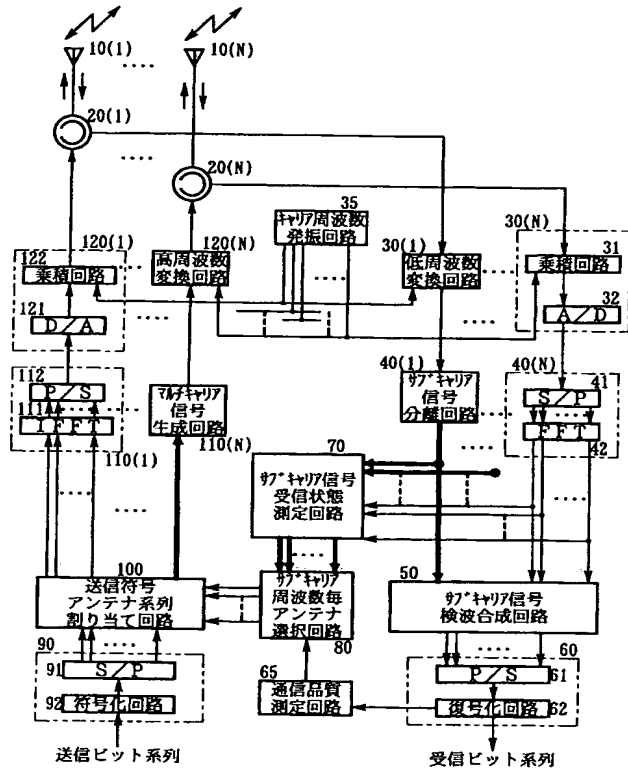 10(1)
10(N)
20(1)
20(N)
35
キャリア周波数
発振回路
30(N)
31
乗積回路
32
A/D
120(1)
122
乗積回路
121
D/A
120(N)
高周波数
変換回路
30(1)
低周波数
変換回路
40(1)
サブキャリア
信号
分離回路
40(N)
41
S/P
FFT
42
112
P/S
111
IFFT
110(1)
マルチキャリア
信号
生成回路
110(N)
70
サブキャリア信号
受信状態
測定回路
100
送信符号
アンテナ系列
割り当て回路
サブキャリア
周波数毎
アンテナ
選択回路
80
50
サブキャリア信号
検波合成回路
90
91
S/P
92
符号化回路
送信ビット系列
65
通信品質
測定回路
60
P/S
61
復号化回路
62
受信ビット系列